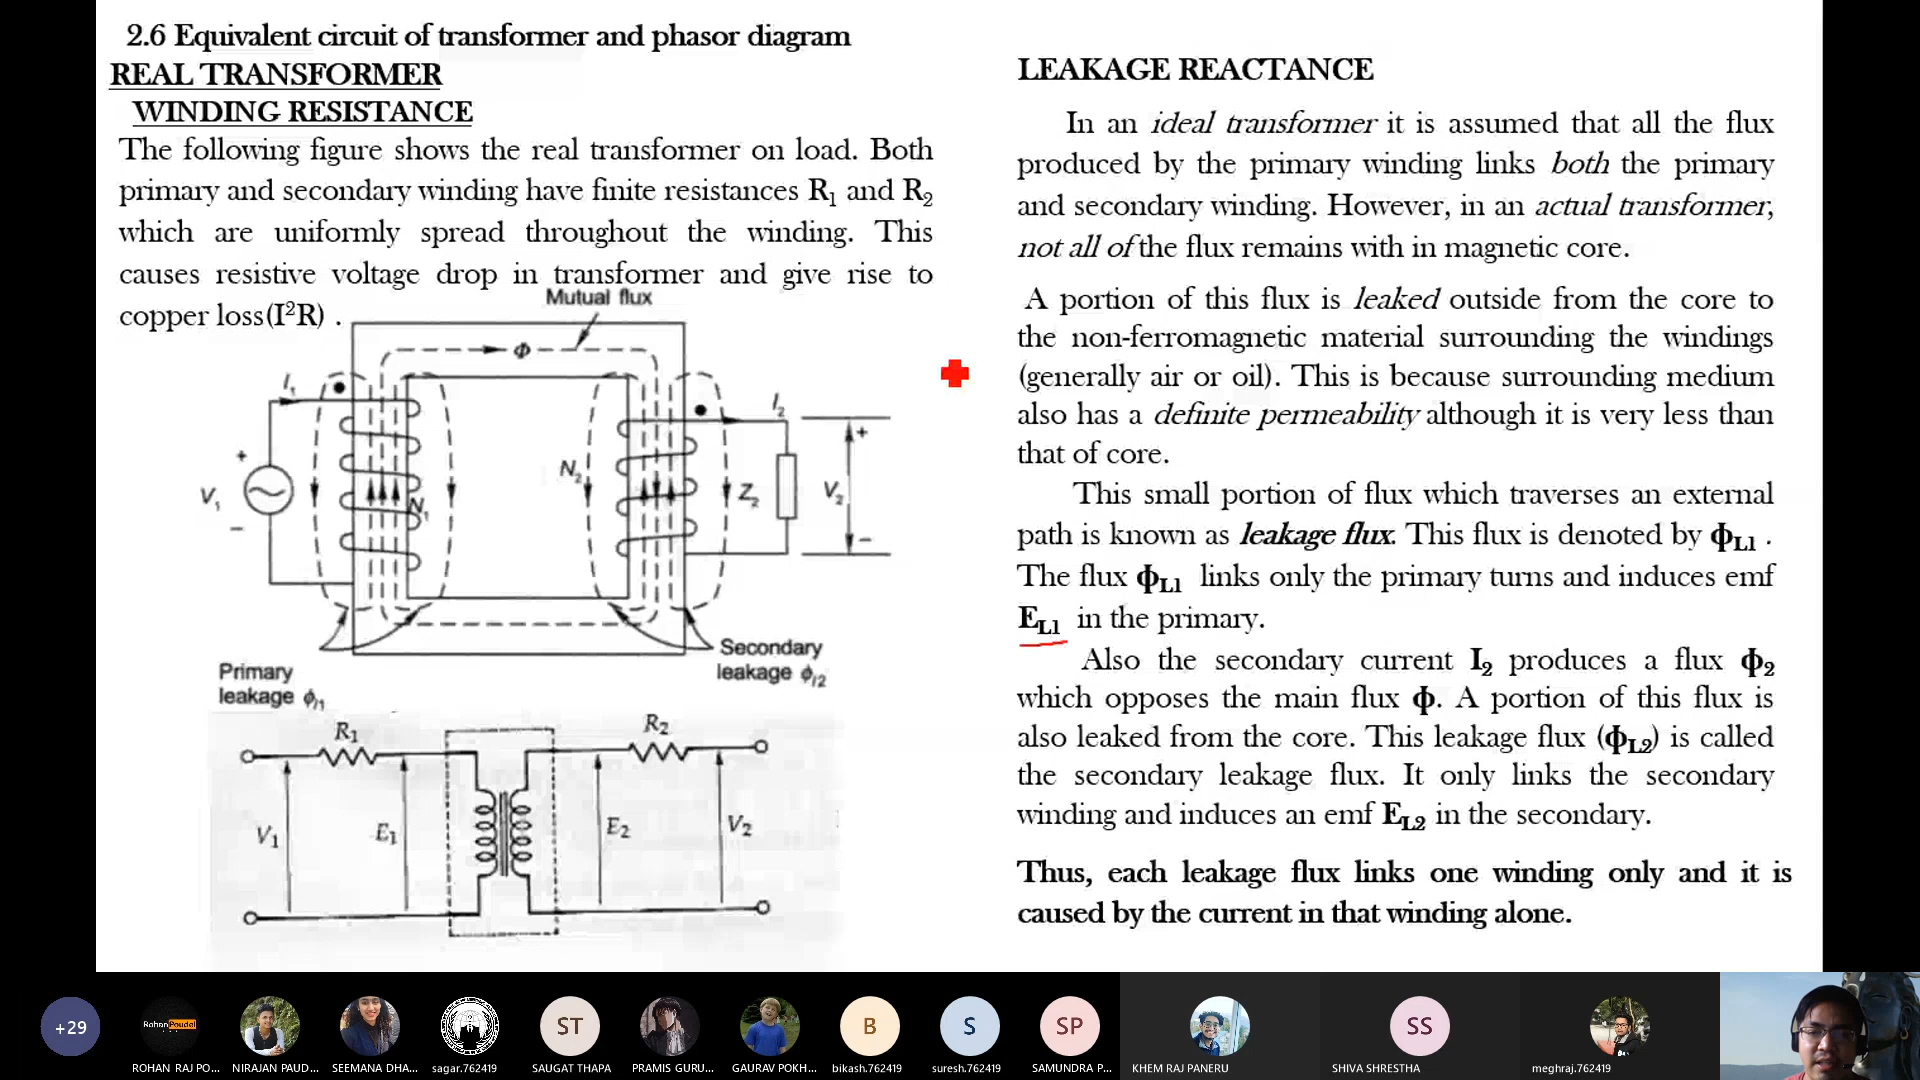 2.6 Equivalent circuit of transformer and phasor diagram
REAL TRANSFORMER
WINDING RESISTANCE
The following figure shows the real transformer on load. Both
primary and secondary winding have finite resistances R₁ and R₂
which are uniformly spread throughout the winding. This
causes resistive voltage drop in transformer and give rise to
copper loss(I²R) .
Mutual flux
Φ
I₁
I₂
+
V₁
−
N₁
N₂
Z₂
V₂
+
−
Primary
leakage ϕl1
Secondary
leakage ϕl2
R₁
R₂
V₁
E₁
E₂
V₂
LEAKAGE REACTANCE
In an ideal transformer it is assumed that all the flux
produced by the primary winding links both the primary
and secondary winding. However, in an actual transformer,
not all of the flux remains with in magnetic core.
A portion of this flux is leaked outside from the core to
the non-ferromagnetic material surrounding the windings
(generally air or oil). This is because surrounding medium
also has a definite permeability although it is very less than
that of core.
This small portion of flux which traverses an external
path is known as leakage flux. This flux is denoted by ϕL1 .
The flux ϕL1 links only the primary turns and induces emf
EL1 in the primary.
Also the secondary current I₂ produces a flux ϕ₂
which opposes the main flux ϕ. A portion of this flux is
also leaked from the core. This leakage flux (ϕL2) is called
the secondary leakage flux. It only links the secondary
winding and induces an emf EL2 in the secondary.
Thus, each leakage flux links one winding only and it is
caused by the current in that winding alone.
+29
RohanPoudel
ST
B
S
SP
SS
ROHAN RAJ PO...
NIRAJAN PAUD...
SEEMANA DHA...
sagar.762419
SAUGAT THAPA
PRAMIS GURU...
GAURAV POKH...
bikash.762419
suresh.762419
SAMUNDRA P...
KHEM RAJ PANERU
SHIVA SHRESTHA
meghraj.762419